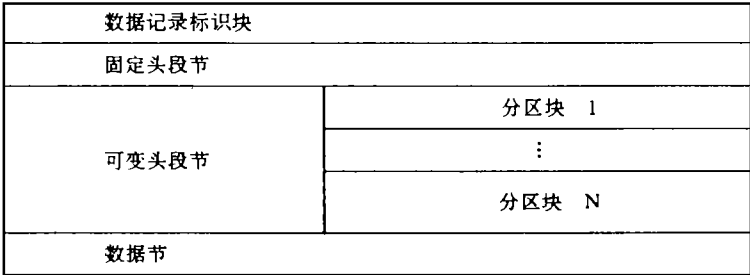 数据记录标识块
固定头段节
可变头段节
分区块 1
⋮
分区块 N
数据节